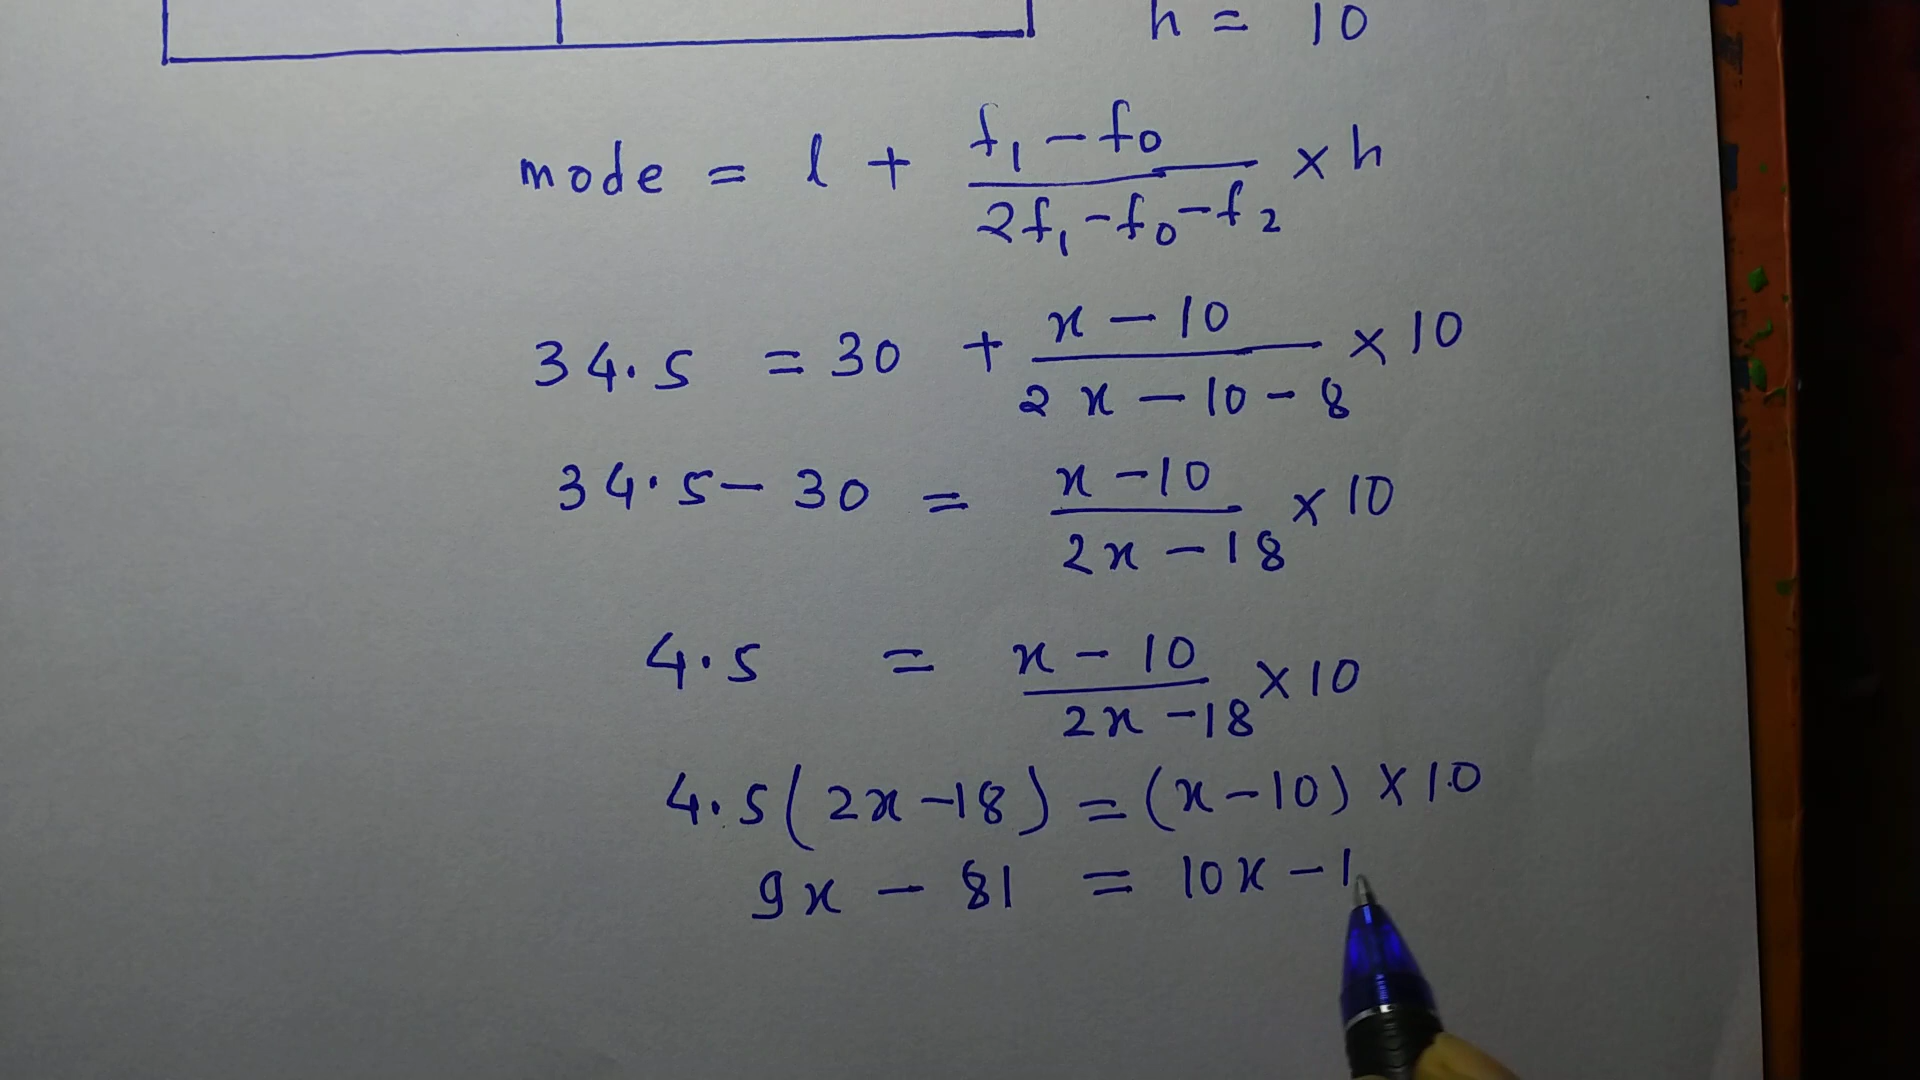 h = 10
mode = l + (f₁ - f₀)/(2f₁ - f₀ - f₂) × h
34.5 = 30 + (x - 10)/(2x - 10 - 8) × 10
34.5 - 30 = (x - 10)/(2x - 18) × 10
4.5 = (x - 10)/(2x - 18) × 10
4.5(2x - 18) = (x - 10) × 10
9x - 81 = 10x - 1